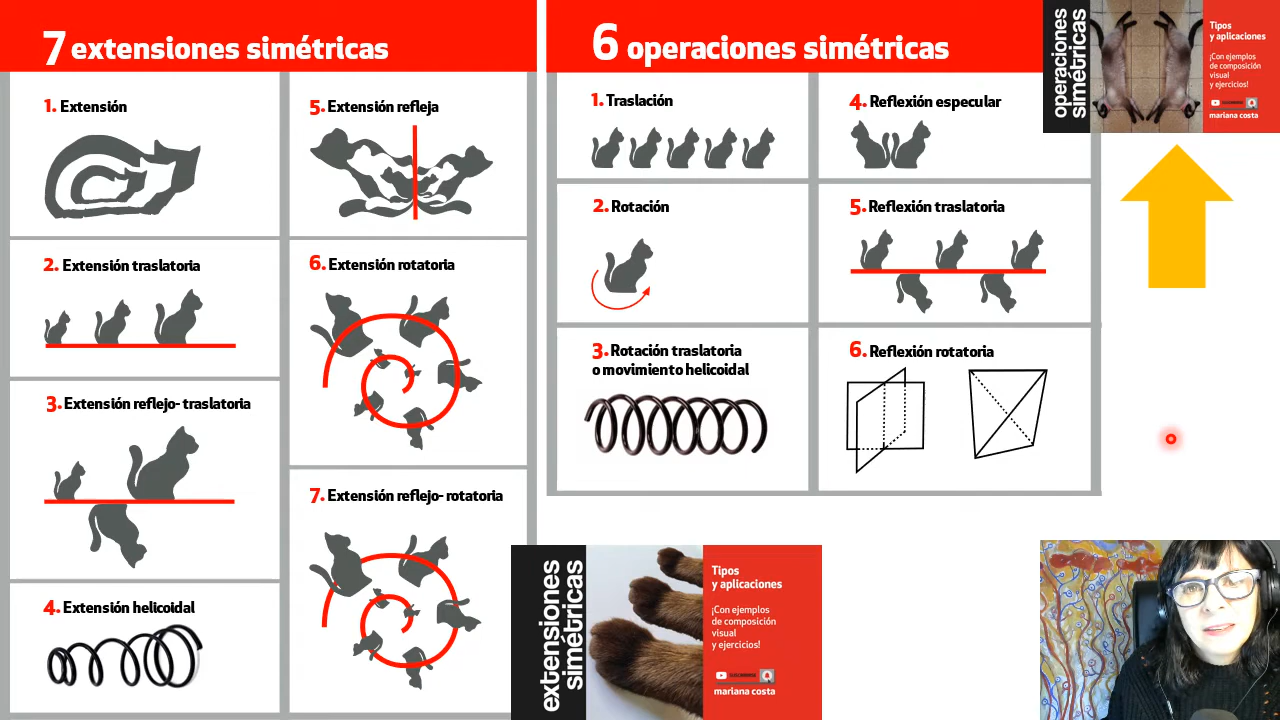 7 extensiones simétricas
1. Extensión
2. Extensión traslatoria
3. Extensión reflejo- traslatoria
4. Extensión helicoidal
5. Extensión refleja
6. Extensión rotatoria
7. Extensión reflejo- rotatoria
6 operaciones simétricas
1. Traslación
2. Rotación
3. Rotación traslatoria
o movimiento helicoidal
4. Reflexión especular
5. Reflexión traslatoria
6. Reflexión rotatoria
operaciones
simétricas
Tipos
y aplicaciones
¡Con ejemplos
de composición
visual
y ejercicios!
mariana costa
extensiones
simétricas
Tipos
y aplicaciones
¡Con ejemplos
de composición
visual
y ejercicios!
mariana costa